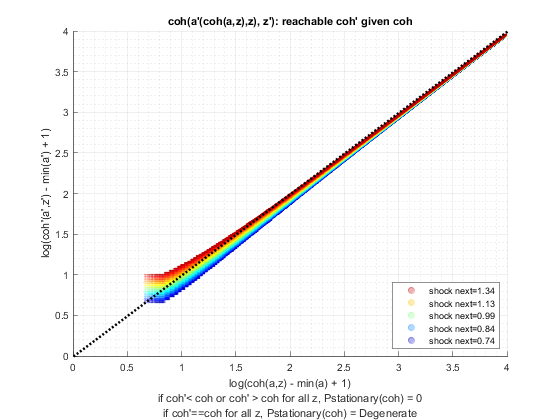 coh(a'(coh(a,z),z), z'): reachable coh' given coh
log(coh'(a',z') - min(a') + 1)
4
3.5
3
2.5
2
1.5
1
0.5
0
0 0.5 1 1.5 2 2.5 3 3.5 4
shock next=1.34
shock next=1.13
shock next=0.99
shock next=0.84
shock next=0.74
log(coh(a,z) - min(a) + 1)
if coh'< coh or coh' > coh for all z, Pstationary(coh) = 0
if coh'==coh for all z, Pstationary(coh) = Degenerate